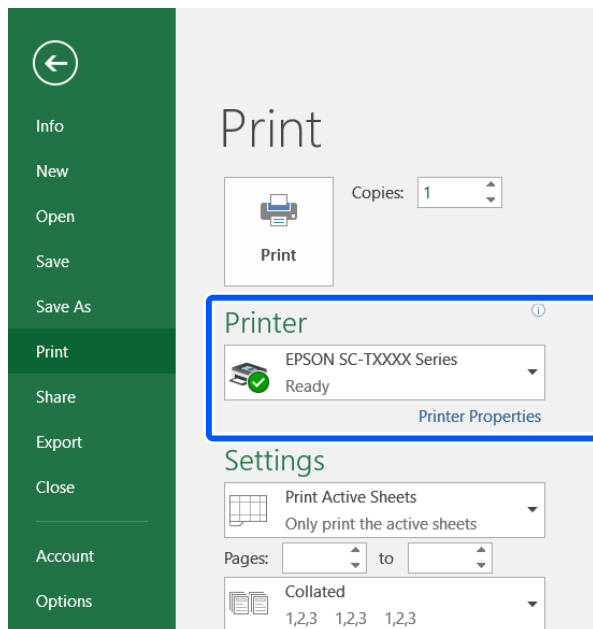 Info
New
Open
Save
Save As
Print
Share
Export
Close
Account
Options
Print
Copies: 1
Print
Printer
EPSON SC-TXXXX Series
Ready
Printer Properties
Settings
Print Active Sheets
Only print the active sheets
Pages: to
Collated
1,2,3 1,2,3 1,2,3